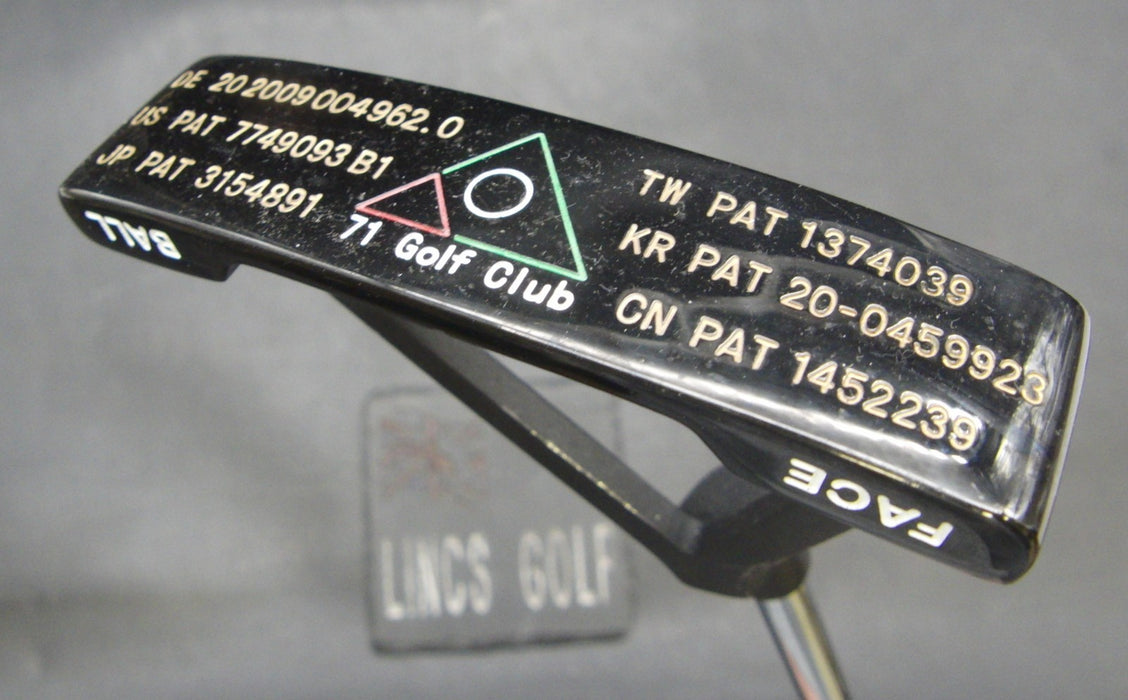 DE 202009004962.0
US PAT 7749093 B1
JP PAT 3154891
71 Golf Club
TW PAT 1374039
KR PAT 20-0459923
CN PAT 1452239
BALL
FACE
LINCS GOLF